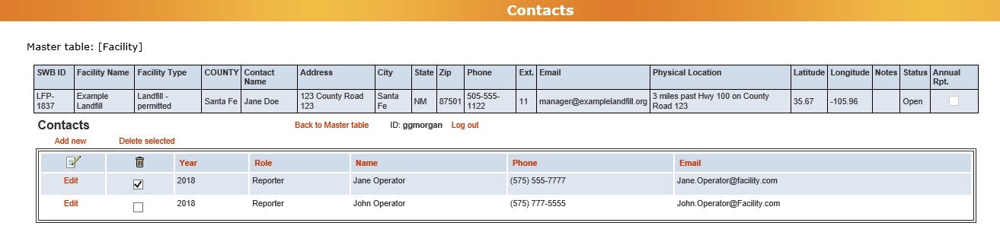 Contacts
Master table: [Facility]
SWB ID Facility Name Facility Type COUNTY Contact Name Address City State Zip Phone Ext. Email Physical Location Latitude Longitude Notes Status Annual Rpt.
LFP-1837 Example Landfill Landfill - permitted Santa Fe Jane Doe 123 County Road 123 Santa Fe NM 87501 505-555-1122 11 manager@examplelandfill.org 3 miles past Hwy 100 on County Road 123 35.67 -105.96 Open
Contacts Back to Master table ID: ggmorgan Log out
Add new Delete selected
Year Role Name Phone Email
Edit 2018 Reporter Jane Operator (575) 555-7777 Jane.Operator@facility.com
Edit 2018 Reporter John Operator (575) 777-5555 John.Operator@Facility.com